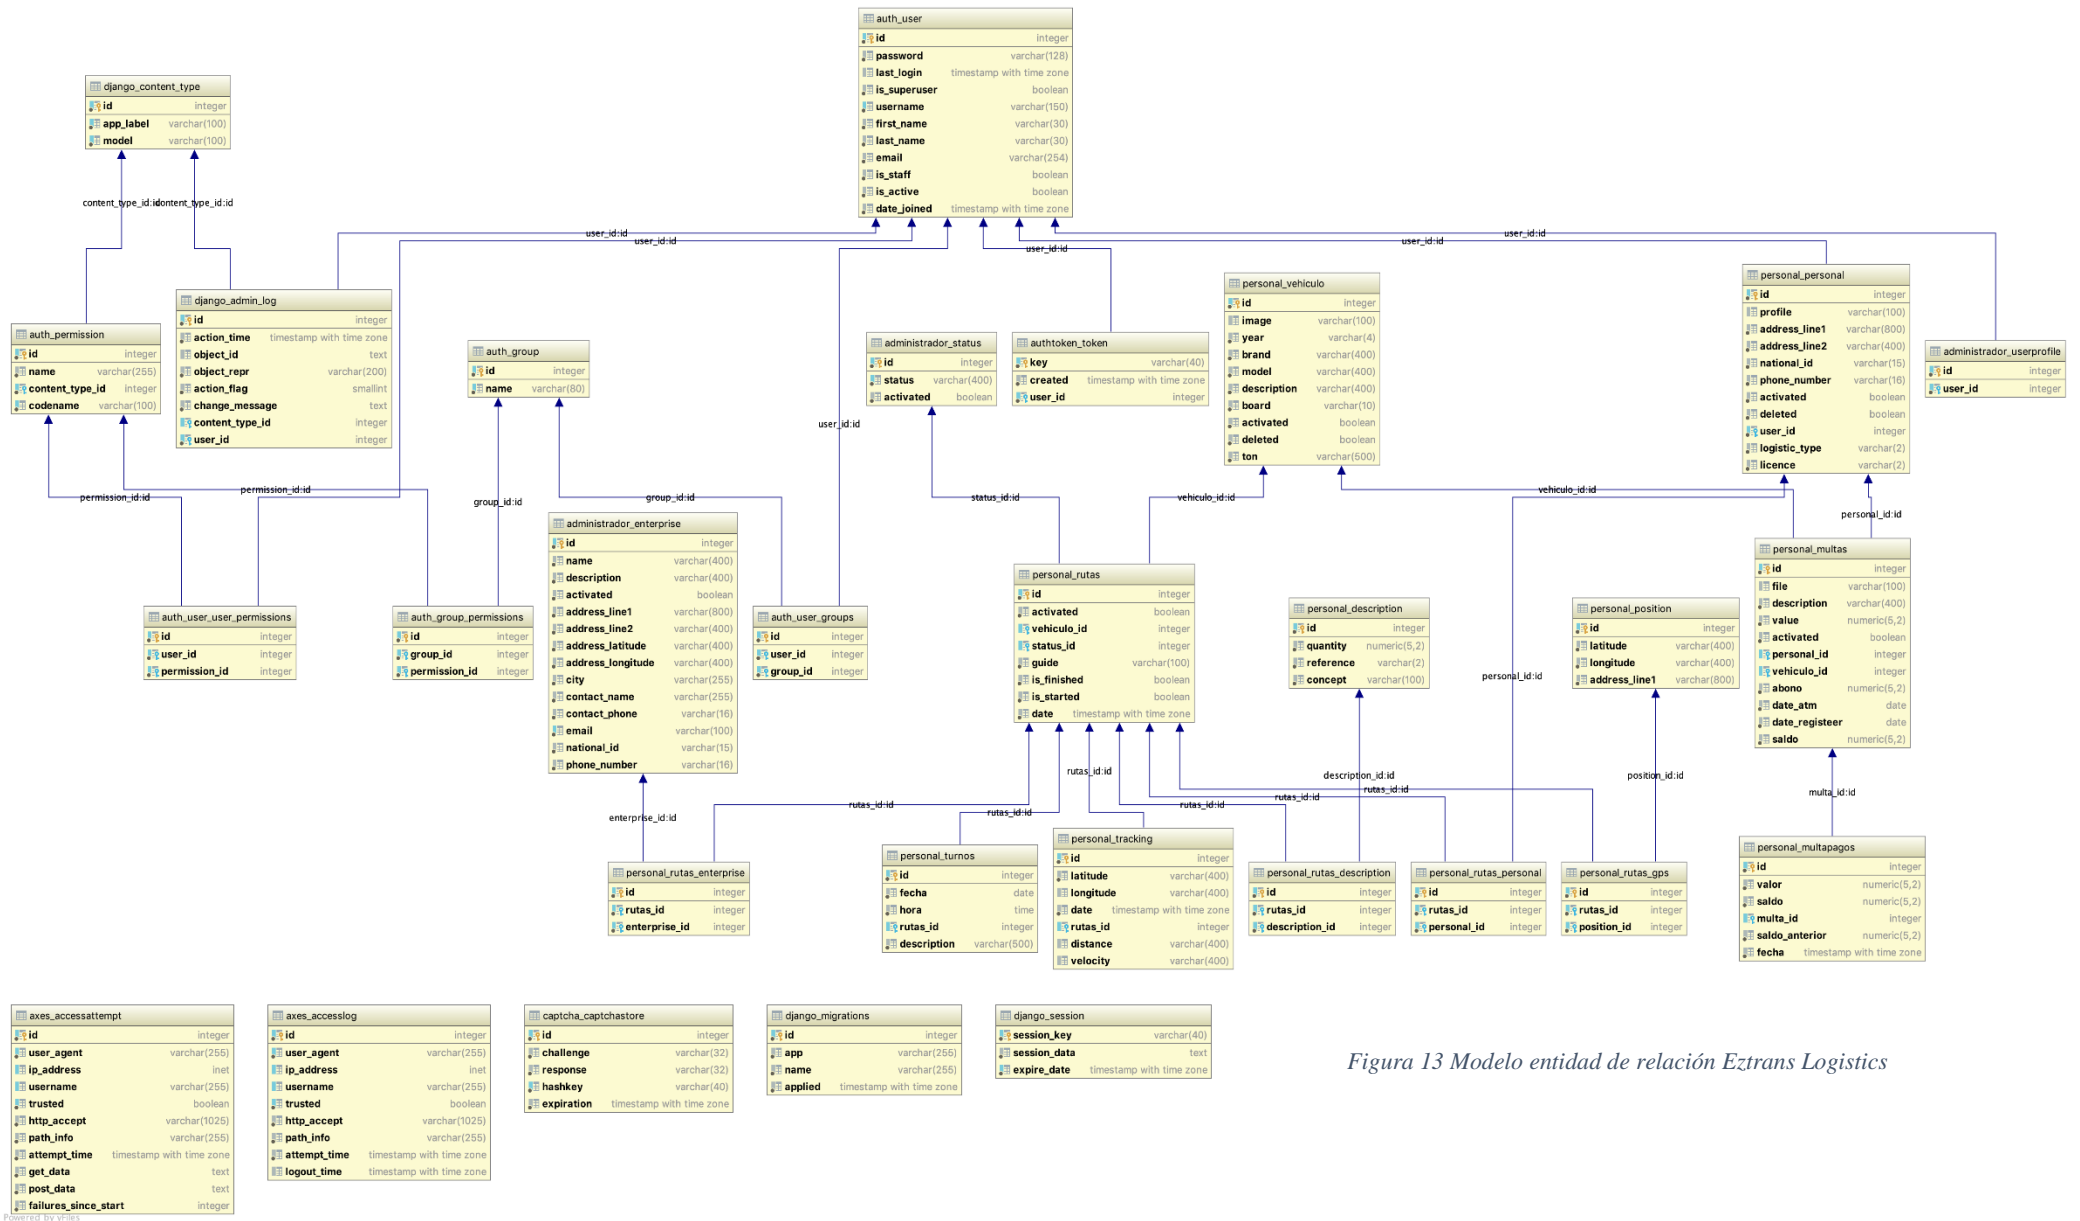 auth_user
id integer
password varchar(128)
last_login timestamp with time zone
is_superuser boolean
username varchar(150)
first_name varchar(30)
last_name varchar(30)
email varchar(254)
is_staff boolean
is_active boolean
date_joined timestamp with time zone
django_content_type
id integer
app_label varchar(100)
model varchar(100)
content_type_id:id
content_type_id:id
user_id:id
user_id:id
user_id:id
user_id:id
user_id:id
user_id:id
django_admin_log
id integer
action_time timestamp with time zone
object_id text
object_repr varchar(200)
action_flag smallint
change_message text
content_type_id integer
user_id integer
auth_permission
id integer
name varchar(255)
content_type_id integer
codename varchar(100)
auth_group
id integer
name varchar(80)
administrador_status
id integer
status varchar(400)
activated boolean
authtoken_token
key varchar(40)
created timestamp with time zone
user_id integer
personal_vehiculo
id integer
image varchar(100)
year varchar(4)
brand varchar(400)
model varchar(400)
description varchar(400)
board varchar(10)
activated boolean
deleted boolean
ton varchar(500)
personal_personal
id integer
profile varchar(100)
address_line1 varchar(800)
address_line2 varchar(400)
national_id varchar(15)
phone_number varchar(16)
activated boolean
deleted boolean
user_id integer
logistic_type varchar(2)
licence varchar(2)
administrador_userprofile
id integer
user_id integer
permission_id:id
permission_id:id
group_id:id
group_id:id
status_id:id
vehiculo_id:id
vehiculo_id:id
personal_id:id
personal_id:id
auth_user_user_permissions
id integer
user_id integer
permission_id integer
auth_group_permissions
id integer
group_id integer
permission_id integer
administrador_enterprise
id integer
name varchar(400)
description varchar(400)
activated boolean
address_line1 varchar(800)
address_line2 varchar(400)
address_latitude varchar(400)
address_longitude varchar(400)
city varchar(255)
contact_name varchar(255)
contact_phone varchar(16)
email varchar(100)
national_id varchar(15)
phone_number varchar(16)
auth_user_groups
id integer
user_id integer
group_id integer
personal_rutas
id integer
activated boolean
vehiculo_id integer
status_id integer
guide varchar(100)
is_finished boolean
is_started boolean
date timestamp with time zone
personal_description
id integer
quantity numeric(5,2)
reference varchar(2)
concept varchar(100)
personal_position
id integer
latitude varchar(400)
longitude varchar(400)
address_line1 varchar(800)
personal_multas
id integer
file varchar(100)
description varchar(400)
value numeric(5,2)
activated boolean
personal_id integer
vehiculo_id integer
abono numeric(5,2)
date_atm date
date_registeer date
saldo numeric(5,2)
enterprise_id:id
rutas_id:id
rutas_id:id
rutas_id:id
rutas_id:id
rutas_id:id
rutas_id:id
description_id:id
position_id:id
multa_id:id
personal_rutas_enterprise
id integer
rutas_id integer
enterprise_id integer
personal_turnos
id integer
fecha date
hora time
rutas_id integer
description varchar(500)
personal_tracking
id integer
latitude varchar(400)
longitude varchar(400)
date timestamp with time zone
rutas_id integer
distance varchar(400)
velocity varchar(400)
personal_rutas_description
id integer
rutas_id integer
description_id integer
personal_rutas_personal
id integer
rutas_id integer
personal_id integer
personal_rutas_gps
id integer
rutas_id integer
position_id integer
personal_multapagos
id integer
valor numeric(5,2)
saldo numeric(5,2)
multa_id integer
saldo_anterior numeric(5,2)
fecha timestamp with time zone
axes_accessattempt
id integer
user_agent varchar(255)
ip_address inet
username varchar(255)
trusted boolean
http_accept varchar(1025)
path_info varchar(255)
attempt_time timestamp with time zone
get_data text
post_data text
failures_since_start integer
axes_accesslog
id integer
user_agent varchar(255)
ip_address inet
username varchar(255)
trusted boolean
http_accept varchar(1025)
path_info varchar(255)
attempt_time timestamp with time zone
logout_time timestamp with time zone
captcha_captchastore
id integer
challenge varchar(32)
response varchar(32)
hashkey varchar(40)
expiration timestamp with time zone
django_migrations
id integer
app varchar(255)
name varchar(255)
applied timestamp with time zone
django_session
session_key varchar(40)
session_data text
expire_date timestamp with time zone
Figura 13 Modelo entidad de relación Eztrans Logistics
Powered by yFiles